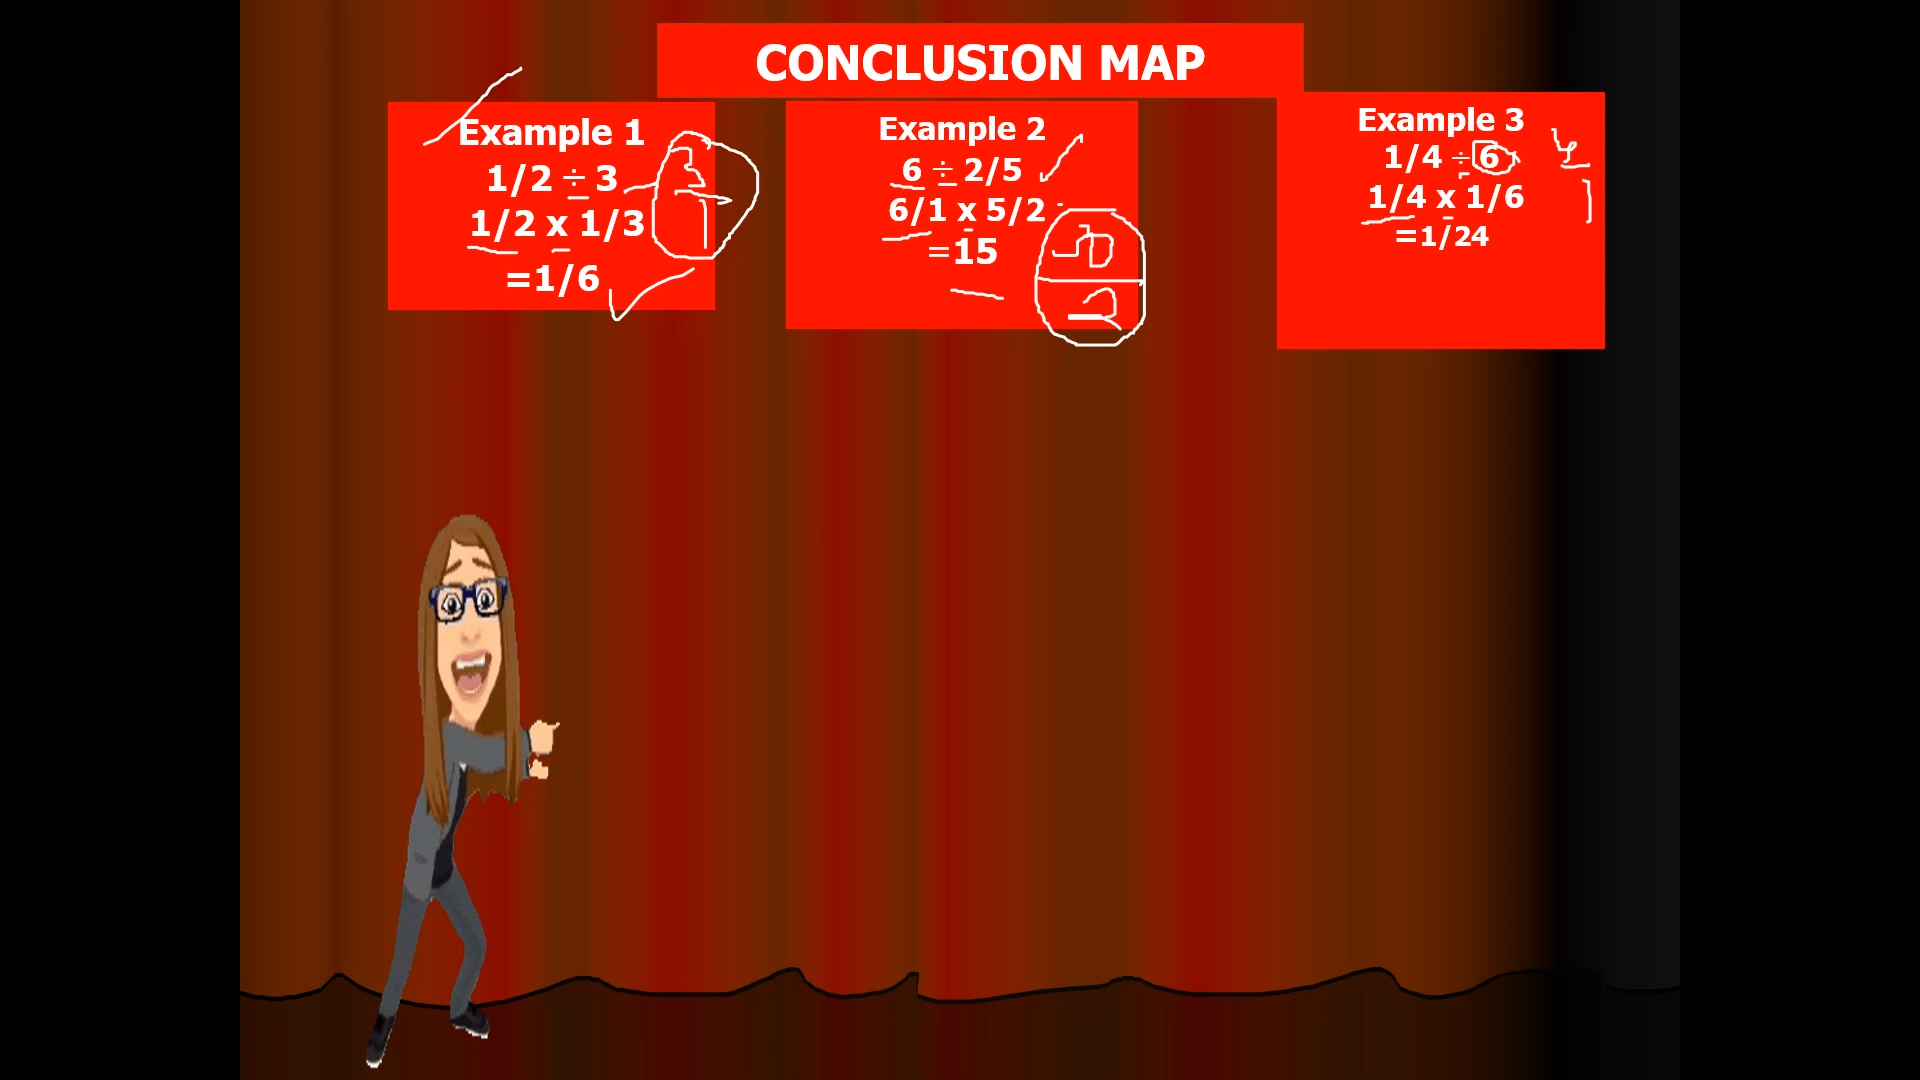 CONCLUSION MAP
Example 1
1/2 ÷ 3
1/2 x 1/3
=1/6
Example 2
6 ÷ 2/5
6/1 x 5/2
=15
Example 3
1/4 ÷ 6
1/4 x 1/6
=1/24